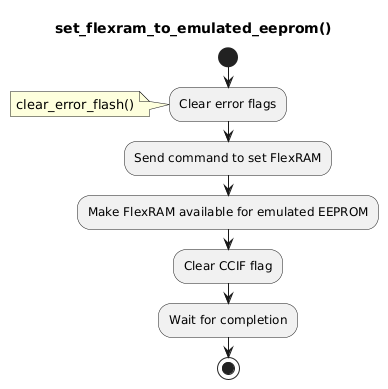 set_flexram_to_emulated_eeprom()
clear_error_flash()
Clear error flags
Send command to set FlexRAM
Make FlexRAM available for emulated EEPROM
Clear CCIF flag
Wait for completion